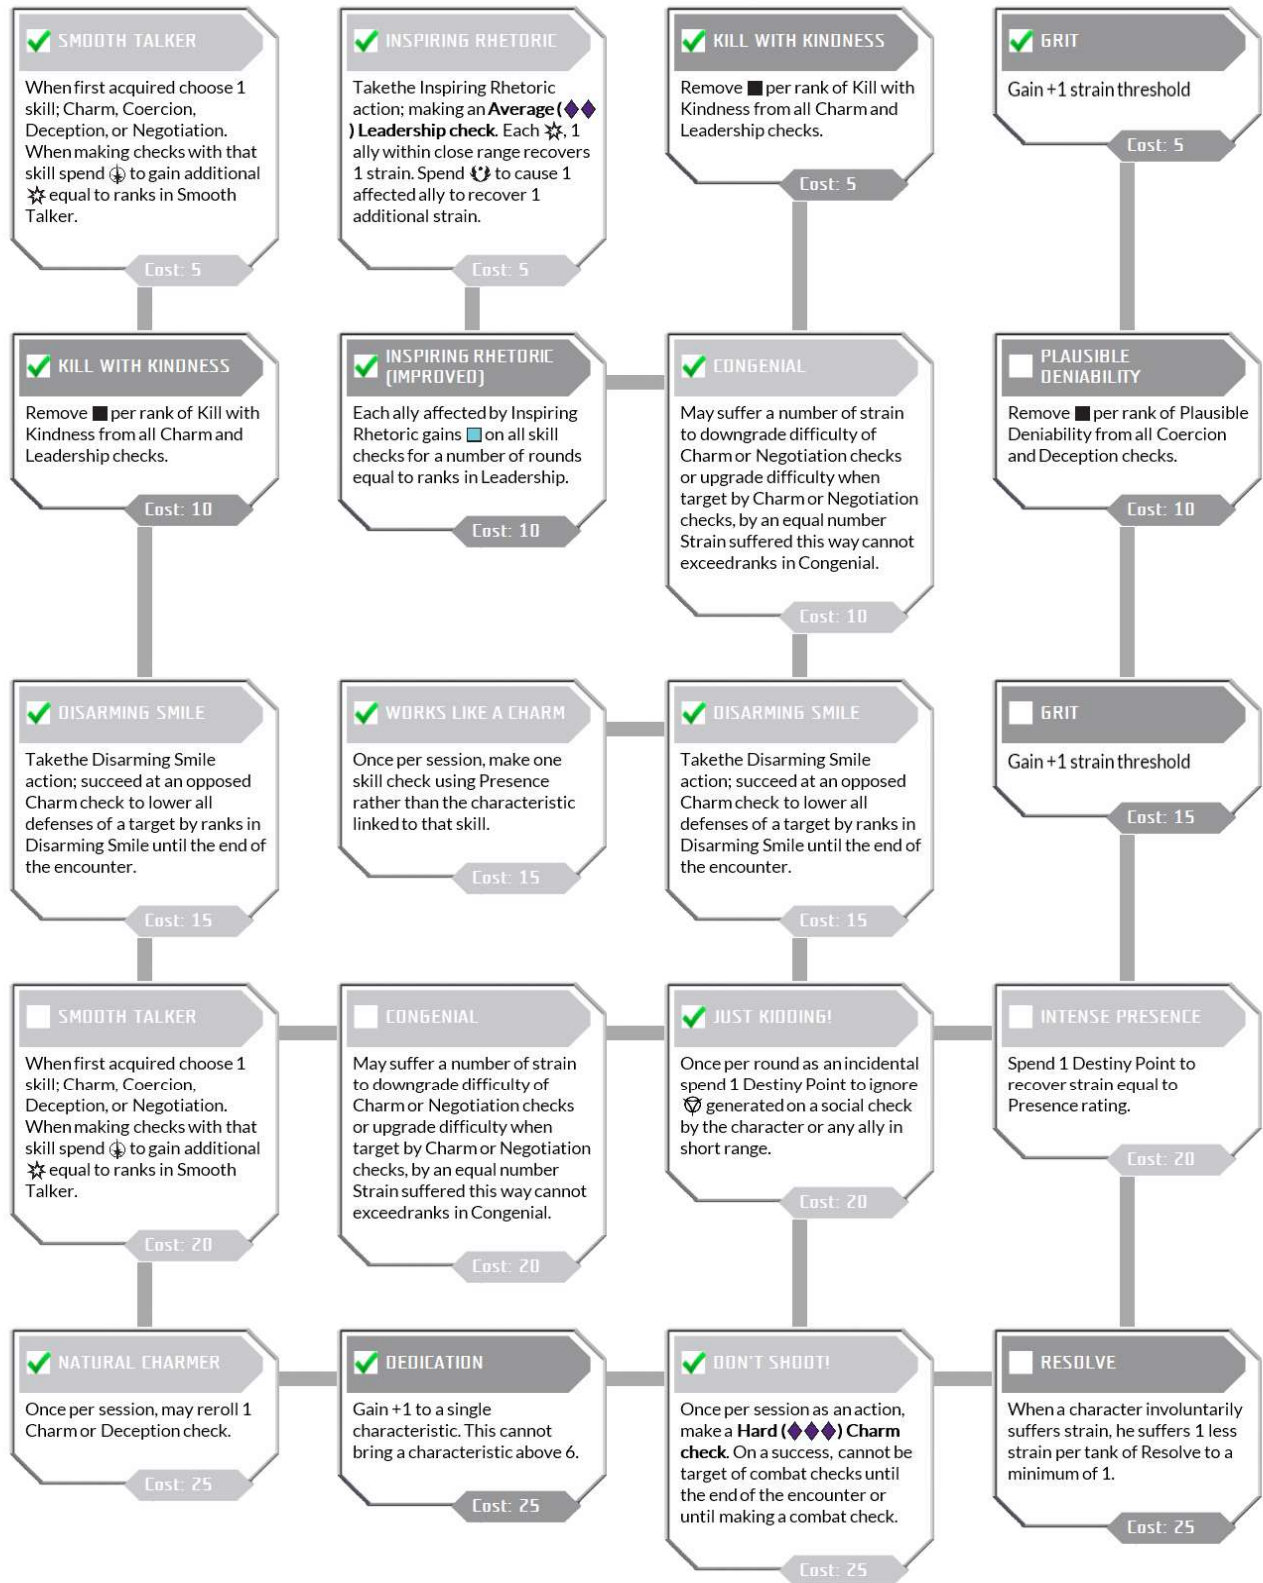 SMOOTH TALKER
When first acquired choose 1
skill; Charm, Coercion,
Deception, or Negotiation.
When making checks with that
skill spend to gain additional
equal to ranks in Smooth
Talker.
Cost: 5
INSPIRING RHETORIC
Takethe Inspiring Rhetoric
action; making an Average (
) Leadership check. Each , 1
ally within close range recovers
1 strain. Spend to cause 1
affected ally to recover 1
additional strain.
Cost: 5
KILL WITH KINDNESS
Remove per rank of Kill with
Kindness from all Charm and
Leadership checks.
Cost: 5
GRIT
Gain +1 strain threshold
Cost: 5
KILL WITH KINDNESS
Remove per rank of Kill with
Kindness from all Charm and
Leadership checks.
Cost: 10
INSPIRING RHETORIC
(IMPROVED)
Each ally affected by Inspiring
Rhetoric gains on all skill
checks for a number of rounds
equal to ranks in Leadership.
Cost: 10
CONGENIAL
May suffer a number of strain
to downgrade difficulty of
Charm or Negotiation checks
or upgrade difficulty when
target by Charm or Negotiation
checks, by an equal number
Strain suffered this way cannot
exceedranks in Congenial.
Cost: 10
PLAUSIBLE
DENIABILITY
Remove per rank of Plausible
Deniability from all Coercion
and Deception checks.
Cost: 10
DISARMING SMILE
Takethe Disarming Smile
action; succeed at an opposed
Charm check to lower all
defenses of a target by ranks in
Disarming Smile until the end of
the encounter.
Cost: 15
WORKS LIKE A CHARM
Once per session, make one
skill check using Presence
rather than the characteristic
linked to that skill.
Cost: 15
DISARMING SMILE
Takethe Disarming Smile
action; succeed at an opposed
Charm check to lower all
defenses of a target by ranks in
Disarming Smile until the end of
the encounter.
Cost: 15
GRIT
Gain +1 strain threshold
Cost: 15
SMOOTH TALKER
When first acquired choose 1
skill; Charm, Coercion,
Deception, or Negotiation.
When making checks with that
skill spend to gain additional
equal to ranks in Smooth
Talker.
Cost: 20
CONGENIAL
May suffer a number of strain
to downgrade difficulty of
Charm or Negotiation checks
or upgrade difficulty when
target by Charm or Negotiation
checks, by an equal number
Strain suffered this way cannot
exceedranks in Congenial.
Cost: 20
JUST KIDDING!
Once per round as an incidental
spend 1 Destiny Point to ignore
generated on a social check
by the character or any ally in
short range.
Cost: 20
INTENSE PRESENCE
Spend 1 Destiny Point to
recover strain equal to
Presence rating.
Cost: 20
NATURAL CHARMER
Once per session, may reroll 1
Charm or Deception check.
Cost: 25
DEDICATION
Gain +1 to a single
characteristic. This cannot
bring a characteristic above 6.
Cost: 25
DON'T SHOOT!
Once per session as an action,
make a Hard ( ) Charm
check. On a success, cannot be
target of combat checks until
the end of the encounter or
until making a combat check.
Cost: 25
RESOLVE
When a character involuntarily
suffers strain, he suffers 1 less
strain per tank of Resolve to a
minimum of 1.
Cost: 25